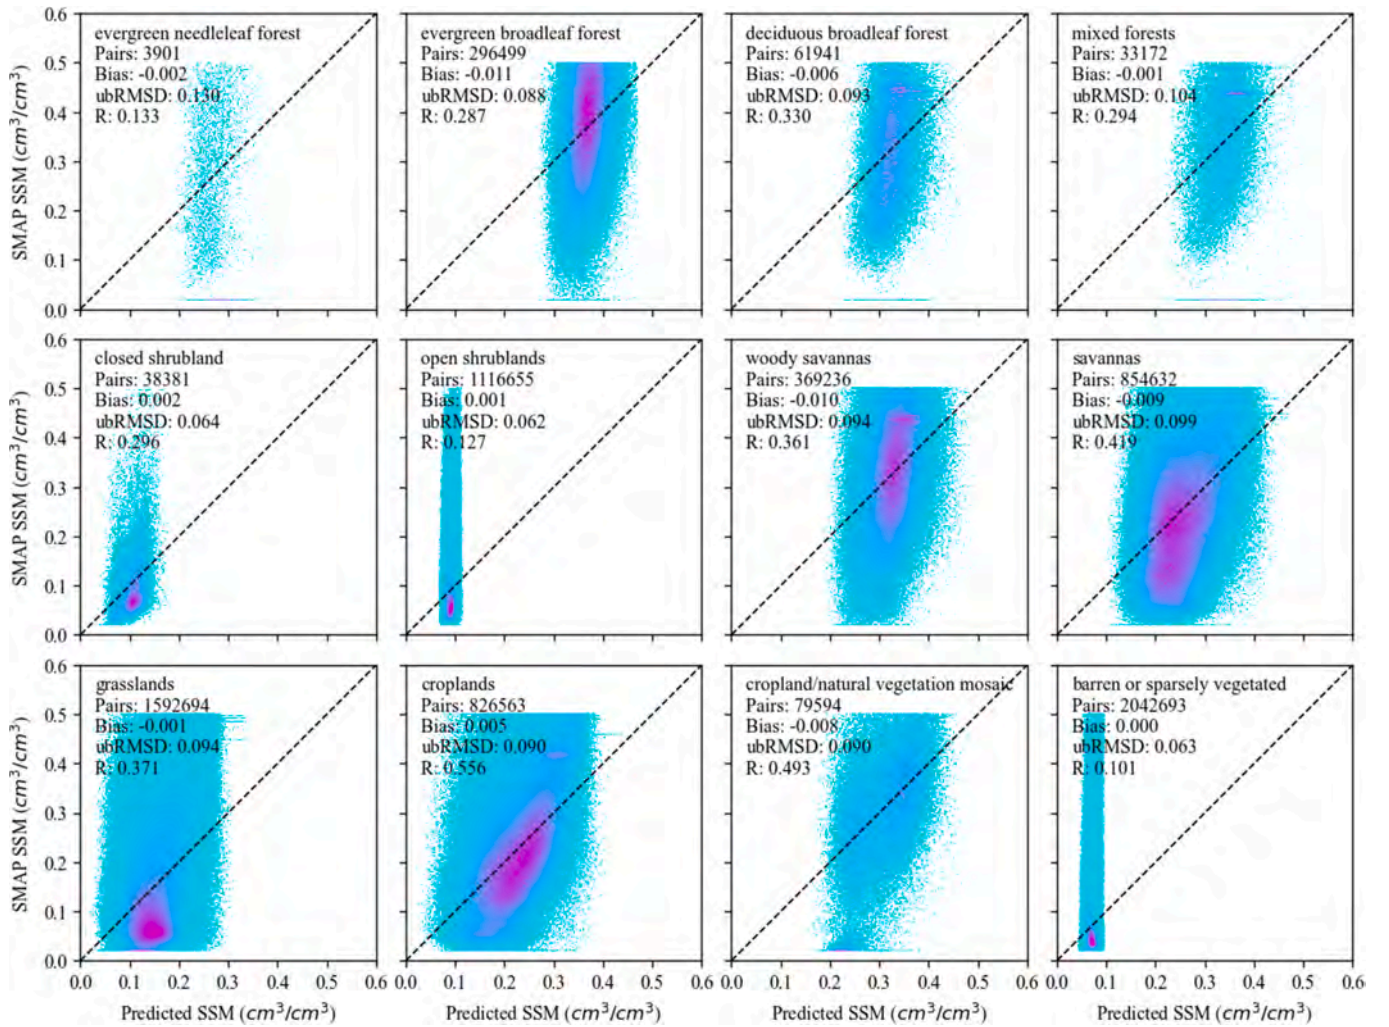 0.6
0.5
0.4
0.3
0.2
0.1
0.0
SMAP SSM (cm³/cm³)
evergreen needleleaf forest
Pairs: 3901
Bias: -0.002
ubRMSD: 0.130
R: 0.133
evergreen broadleaf forest
Pairs: 296499
Bias: -0.011
ubRMSD: 0.088
R: 0.287
deciduous broadleaf forest
Pairs: 61941
Bias: -0.006
ubRMSD: 0.093
R: 0.330
mixed forests
Pairs: 33172
Bias: -0.001
ubRMSD: 0.104
R: 0.294
0.6
0.5
0.4
0.3
0.2
0.1
0.0
SMAP SSM (cm³/cm³)
closed shrubland
Pairs: 38381
Bias: 0.002
ubRMSD: 0.064
R: 0.296
open shrublands
Pairs: 1116655
Bias: 0.001
ubRMSD: 0.062
R: 0.127
woody savannas
Pairs: 369236
Bias: -0.010
ubRMSD: 0.094
R: 0.361
savannas
Pairs: 854632
Bias: -0.009
ubRMSD: 0.099
R: 0.419
0.6
0.5
0.4
0.3
0.2
0.1
0.0
SMAP SSM (cm³/cm³)
grasslands
Pairs: 1592694
Bias: -0.001
ubRMSD: 0.094
R: 0.371
croplands
Pairs: 826563
Bias: 0.005
ubRMSD: 0.090
R: 0.556
cropland/natural vegetation mosaic
Pairs: 79594
Bias: -0.008
ubRMSD: 0.090
R: 0.493
barren or sparsely vegetated
Pairs: 2042693
Bias: 0.000
ubRMSD: 0.063
R: 0.101
0.0 0.1 0.2 0.3 0.4 0.5 0.6
0.0 0.1 0.2 0.3 0.4 0.5 0.6
0.0 0.1 0.2 0.3 0.4 0.5 0.6
0.0 0.1 0.2 0.3 0.4 0.5 0.6
Predicted SSM (cm³/cm³)
Predicted SSM (cm³/cm³)
Predicted SSM (cm³/cm³)
Predicted SSM (cm³/cm³)